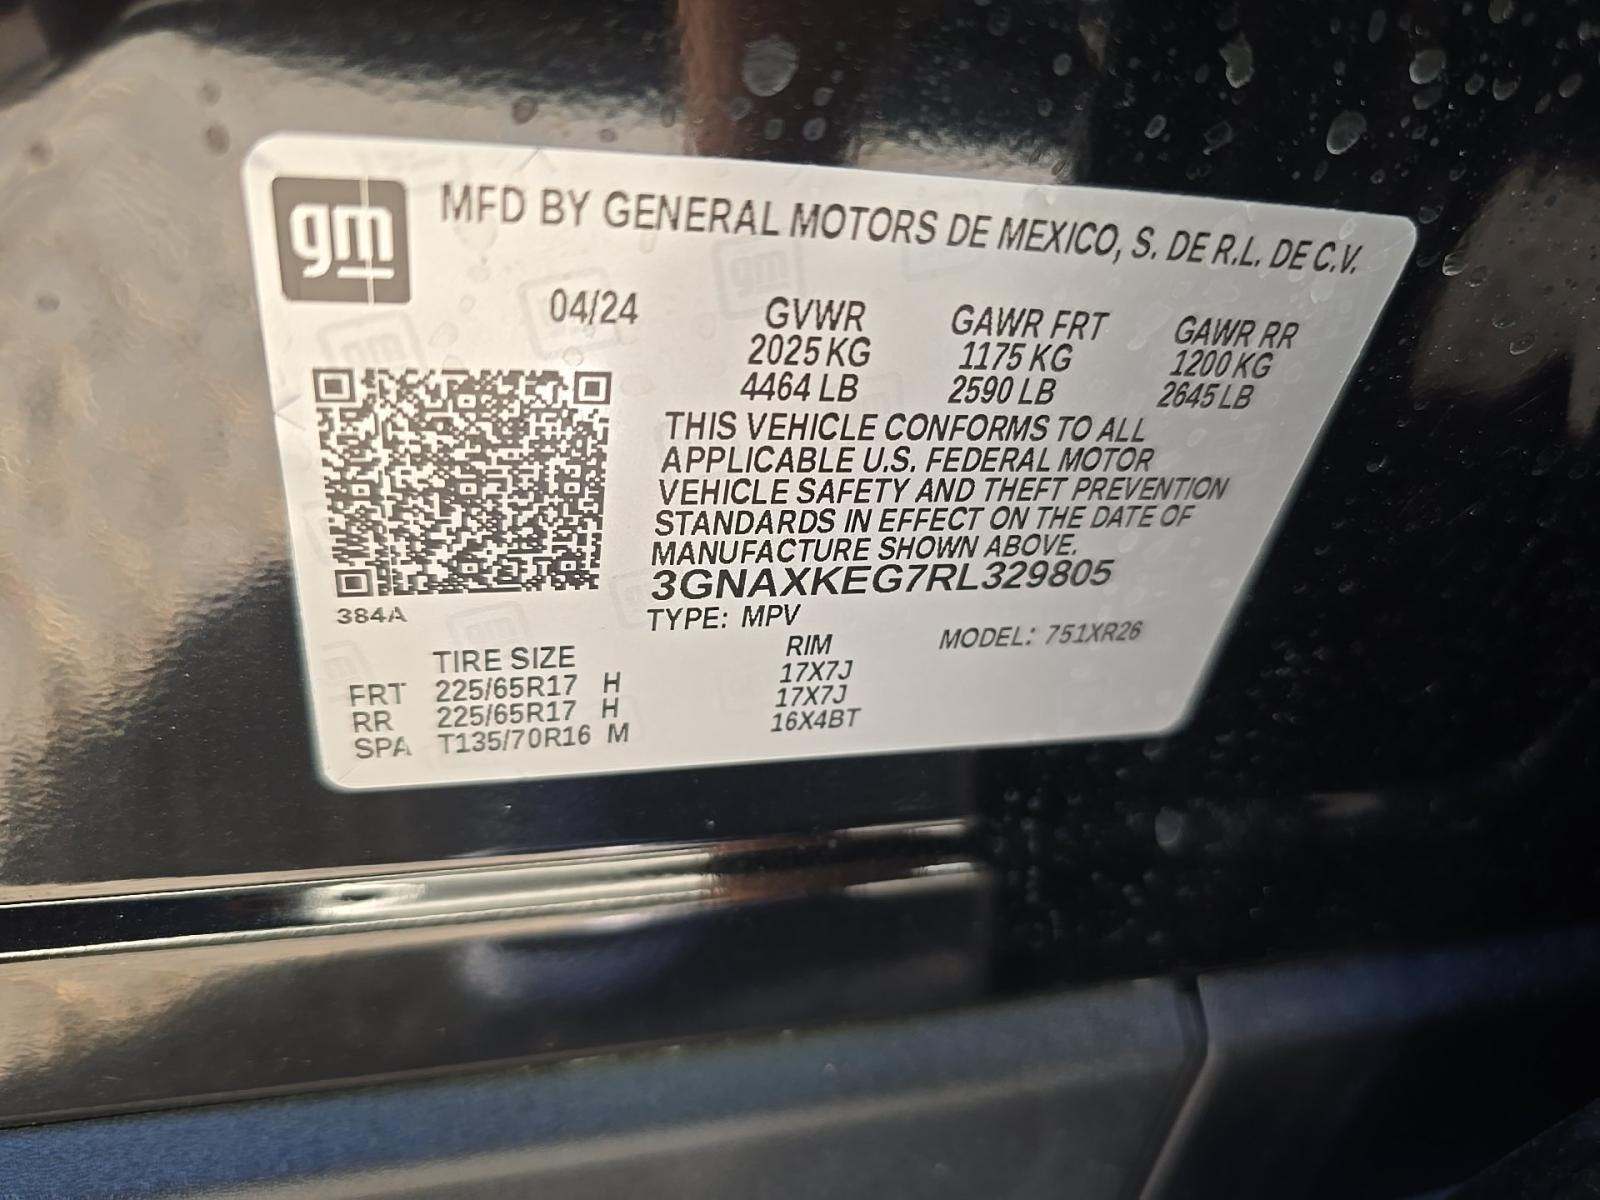 gm
MFD BY GENERAL MOTORS DE MEXICO, S. DE R.L. DE C.V.
04/24
GVWR GAWR FRT GAWR RR
2025 KG 1175 KG 1200 KG
4464 LB 2590 LB 2645 LB
THIS VEHICLE CONFORMS TO ALL
APPLICABLE U.S. FEDERAL MOTOR
VEHICLE SAFETY AND THEFT PREVENTION
STANDARDS IN EFFECT ON THE DATE OF
MANUFACTURE SHOWN ABOVE.
3GNAXKEG7RL329805
384A
TYPE: MPV MODEL: 751XR26
TIRE SIZE RIM
FRT 225/65R17 H 17X7J
RR 225/65R17 H 17X7J
SPA T135/70R16 M 16X4BT